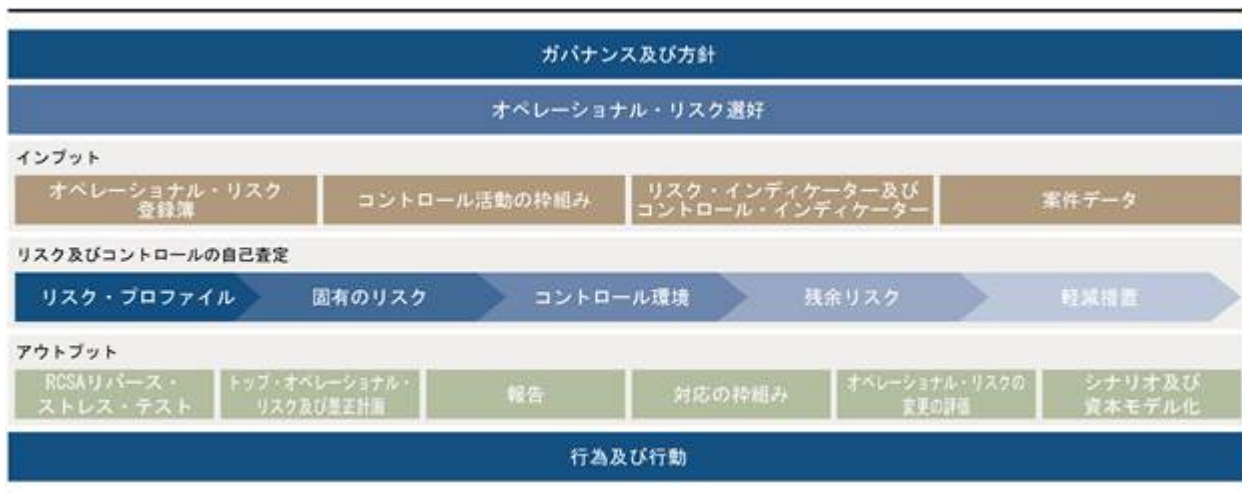 ガバナンス及び方針
オペレーショナル・リスク選好
インプット
オペレーショナル・リスク
登録簿
コントロール活動の枠組み
リスク・インディケーター及び
コントロール・インディケーター
案件データ
リスク及びコントロールの自己査定
リスク・プロファイル
固有のリスク
コントロール環境
残余リスク
軽減措置
アウトプット
RCSAリバース・
ストレス・テスト
トップ・オペレーショナル・
リスク及び是正計画
報告
対応の枠組み
オペレーショナル・リスクの
変更の評価
シナリオ及び
資本モデル化
行為及び行動